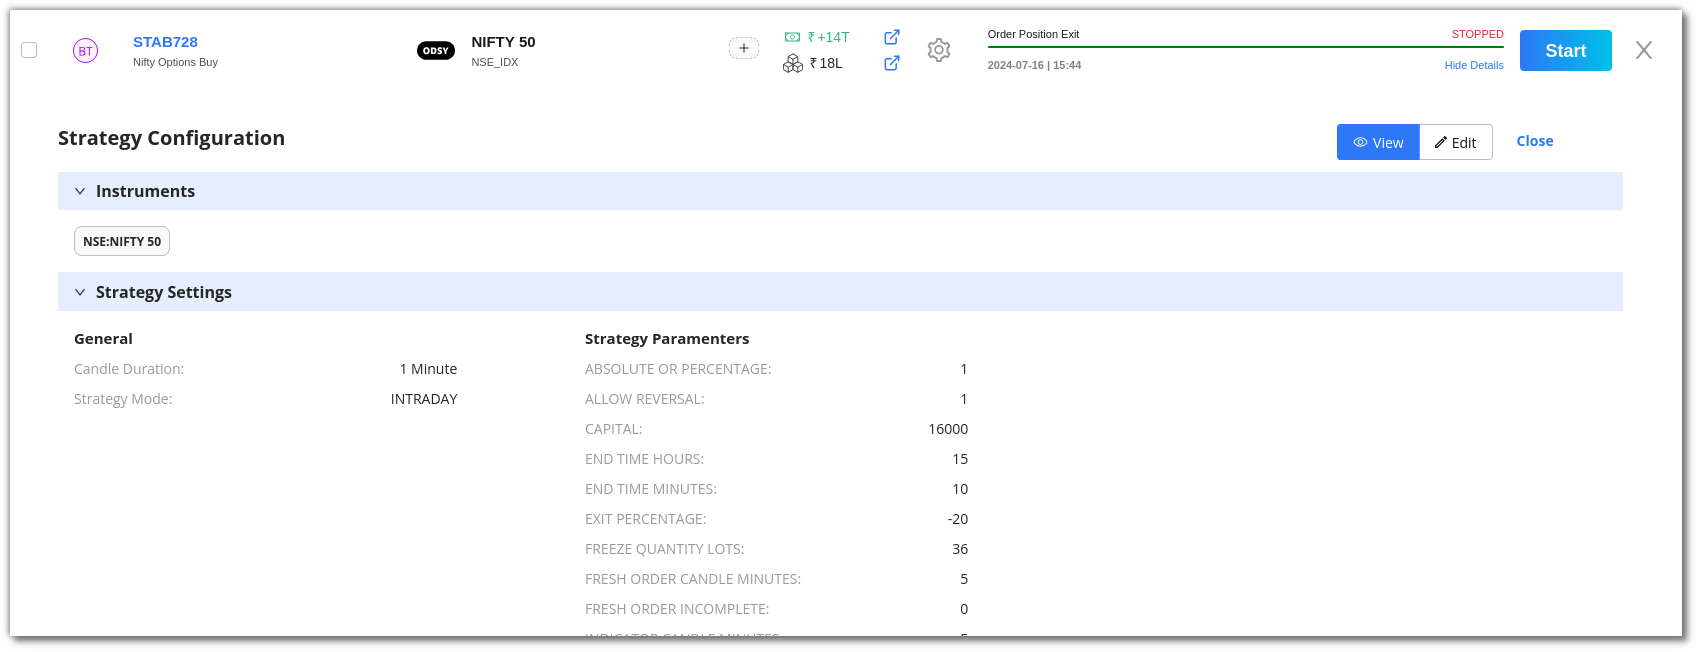 BT STAB728 ODSY NIFTY 50 + ₹ +14T Order Position Exit STOPPED Start
Nifty Options Buy NSE_IDX ₹ 18L 2024-07-16 | 15:44 Hide Details
Strategy Configuration View Edit Close
Instruments
NSE:NIFTY 50
Strategy Settings
General Strategy Paramenters
Candle Duration: 1 Minute ABSOLUTE OR PERCENTAGE: 1
Strategy Mode: INTRADAY ALLOW REVERSAL: 1
CAPITAL: 16000
END TIME HOURS: 15
END TIME MINUTES: 10
EXIT PERCENTAGE: -20
FREEZE QUANTITY LOTS: 36
FRESH ORDER CANDLE MINUTES: 5
FRESH ORDER INCOMPLETE: 0
INDICATOR CANDLE MINUTES: 5